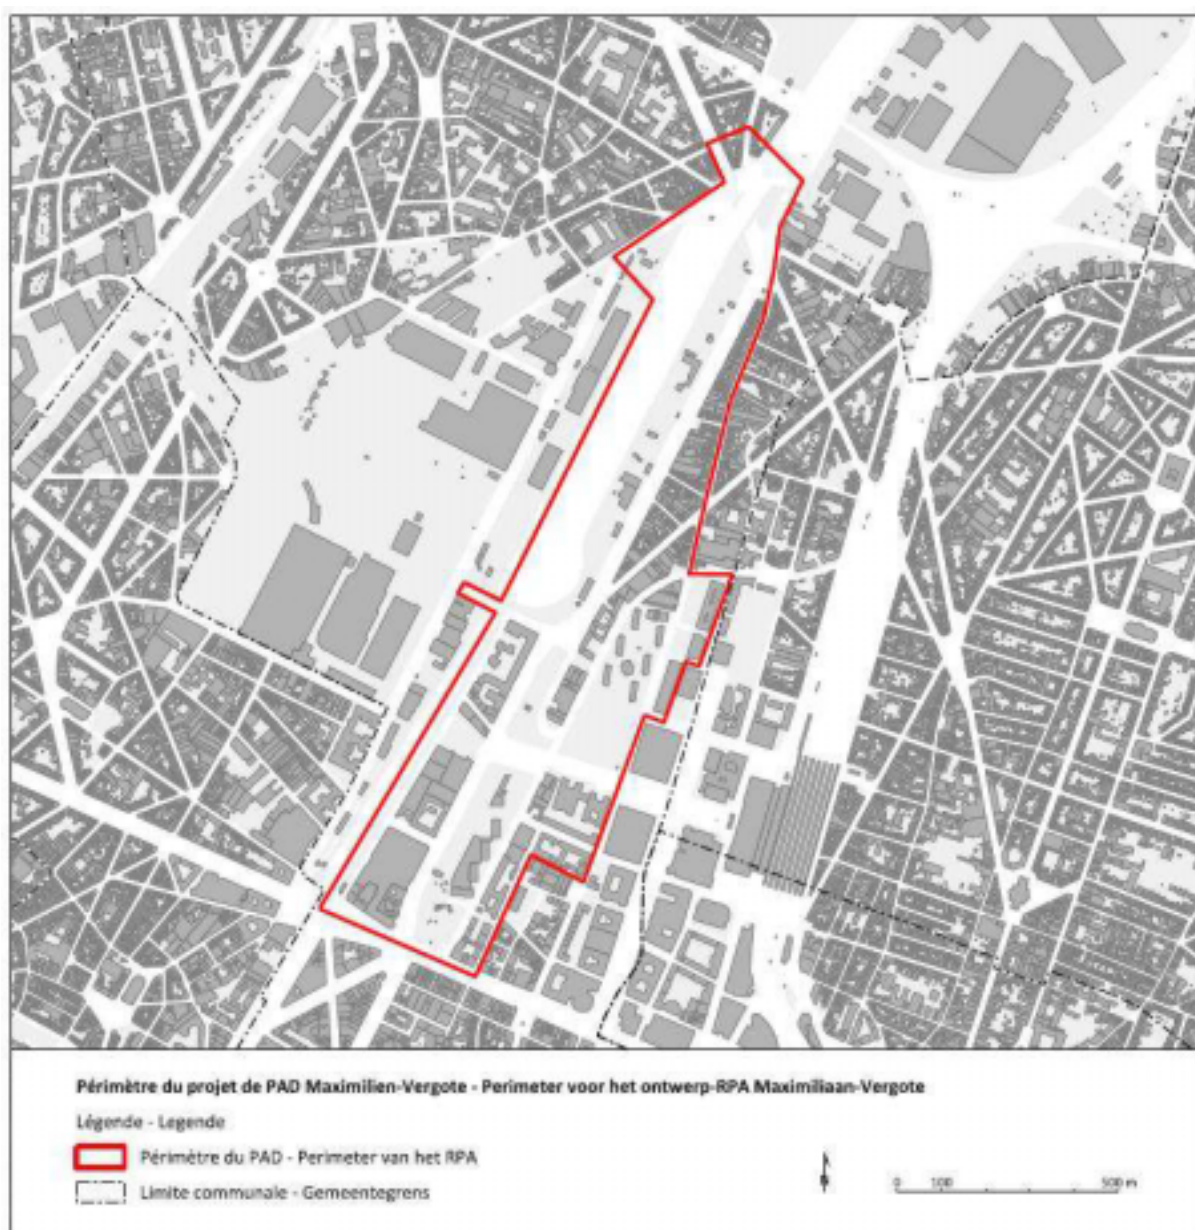 Périmètre du projet de PAD Maximilien-Vergote - Perimeter voor het ontwerp-RPA Maximiliaan-Vergote
Légende - Legende
Périmètre du PAD - Perimeter van het RPA
Limite communale - Gemeentegrens
0 100 500 m